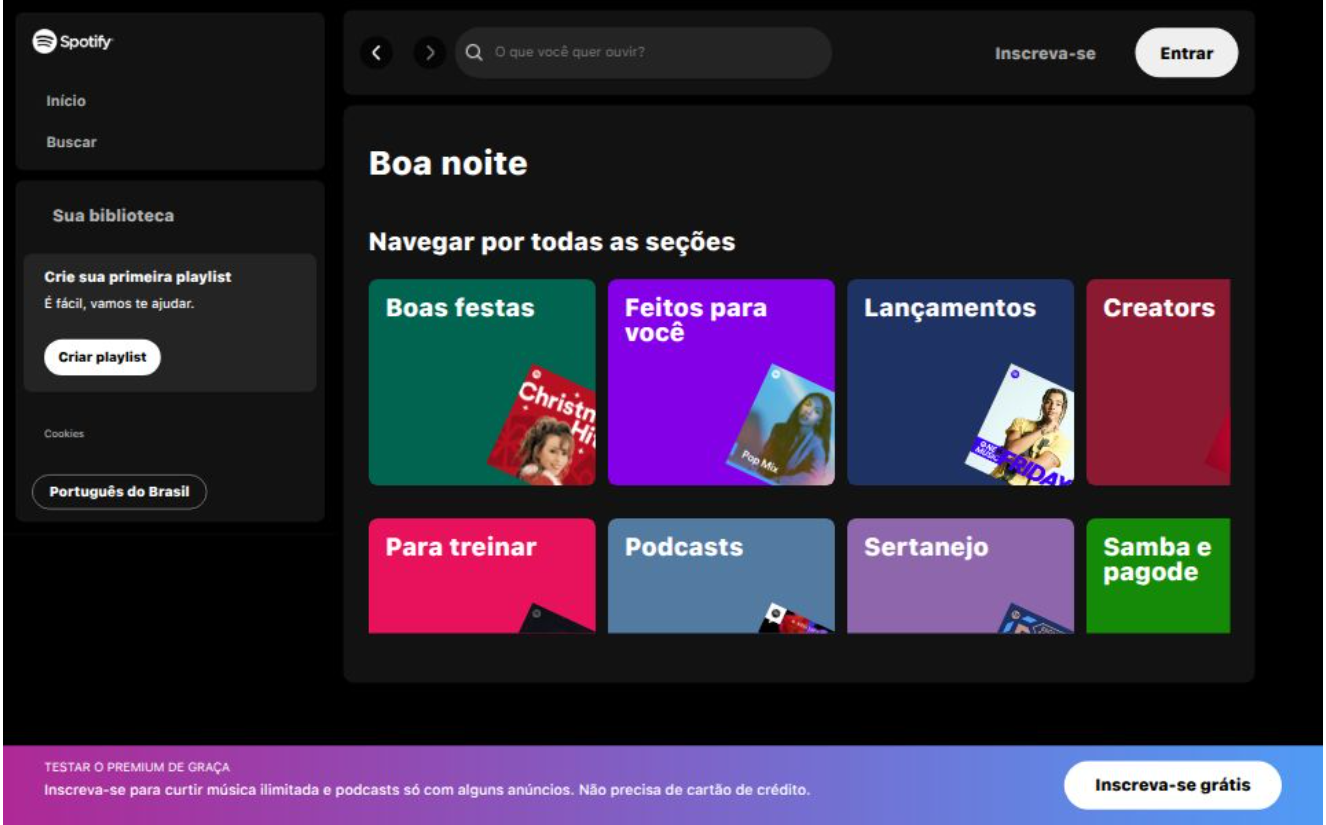 Spotify
Início
Buscar
Sua biblioteca
Crie sua primeira playlist
É fácil, vamos te ajudar.
Criar playlist
Cookies
Português do Brasil
O que você quer ouvir?
Inscreva-se
Entrar
Boa noite
Navegar por todas as seções
Boas festas
Christm
Hi
Feitos para
você
Pop Mix
Lançamentos
MUSIC
FRIDAY
Creators
Para treinar
Podcasts
Sertanejo
Samba e
pagode
TESTAR O PREMIUM DE GRAÇA
Inscreva-se para curtir música ilimitada e podcasts só com alguns anúncios. Não precisa de cartão de crédito.
Inscreva-se grátis